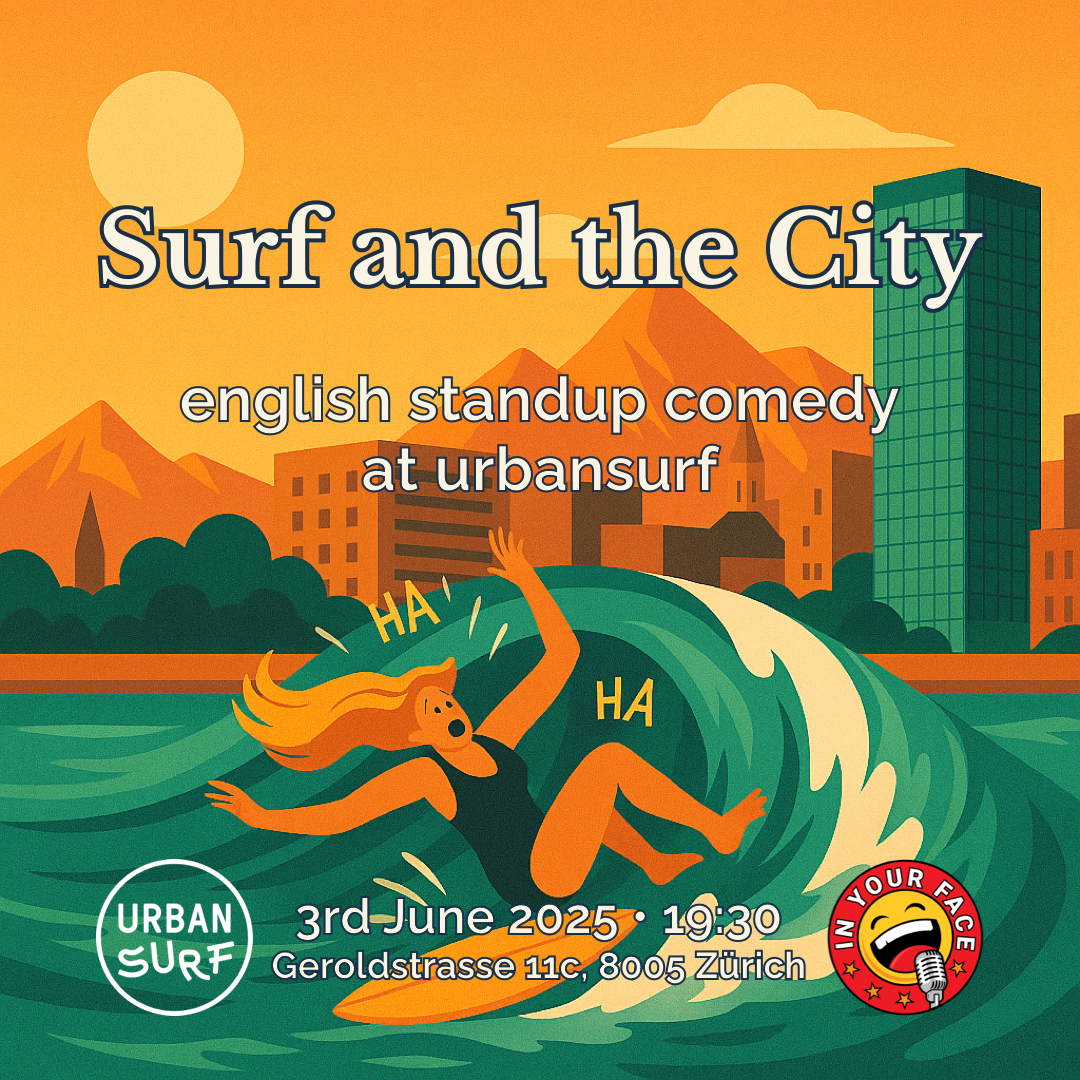 Surf and the City
english standup comedy
at urbansurf
HA
HA
URBAN
SURF
3rd June 2025 • 19:30
Geroldstrasse 11c, 8005 Zürich
IN YOUR FACE